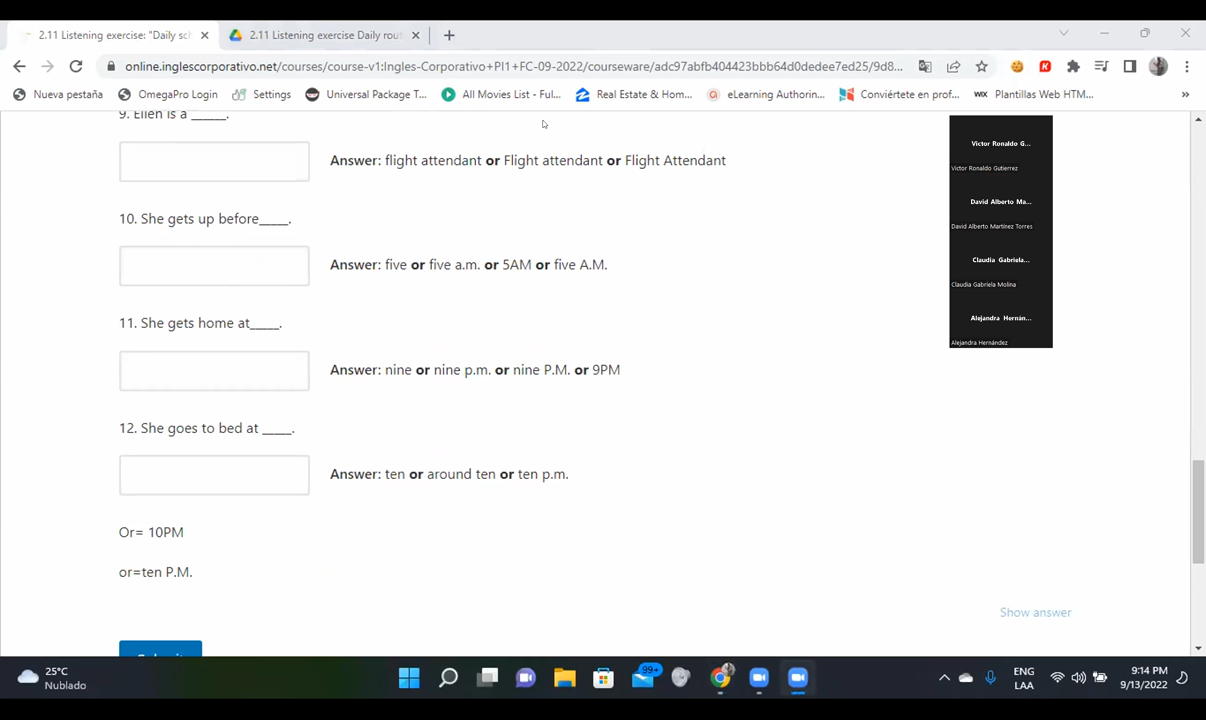 2.11 Listening exercise: "Daily sch
2.11 Listening exercise Daily rout
online.inglescorporativo.net/courses/course-v1:Ingles-Corporativo+PI1+FC-09-2022/courseware/adc97abfb404423bbb64d0dedee7ed25/9d8...
Nueva pestaña
OmegaPro Login
Settings
Universal Package T...
All Movies List - Ful...
Real Estate & Hom...
eLearning Authorin...
Conviértete en prof...
WIX Plantillas Web HTM...
9. Ellen is a ______.
Answer: flight attendant or Flight attendant or Flight Attendant
10. She gets up before_____.
Answer: five or five a.m. or 5AM or five A.M.
11. She gets home at_____.
Answer: nine or nine p.m. or nine P.M. or 9PM
12. She goes to bed at _____.
Answer: ten or around ten or ten p.m.
Or= 10PM
or=ten P.M.
Show answer
Submit
Victor Ronaldo G...
Victor Ronaldo Gutierrez
David Alberto Ma...
David Alberto Martínez Torres
Claudia Gabriela...
Claudia Gabriela Molina
Alejandra Hernán...
Alejandra Hernández
25°C
Nublado
99+
ENG
LAA
9:14 PM
9/13/2022